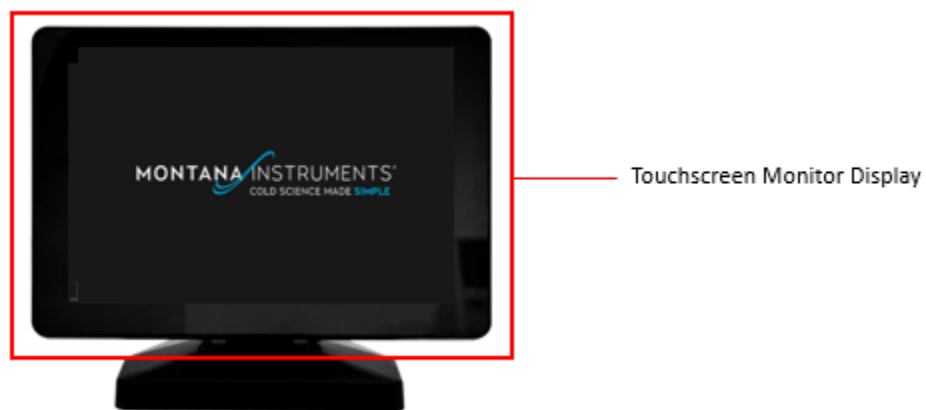 MONTANA INSTRUMENTS®
COLD SCIENCE MADE SIMPLE
Touchscreen Monitor Display